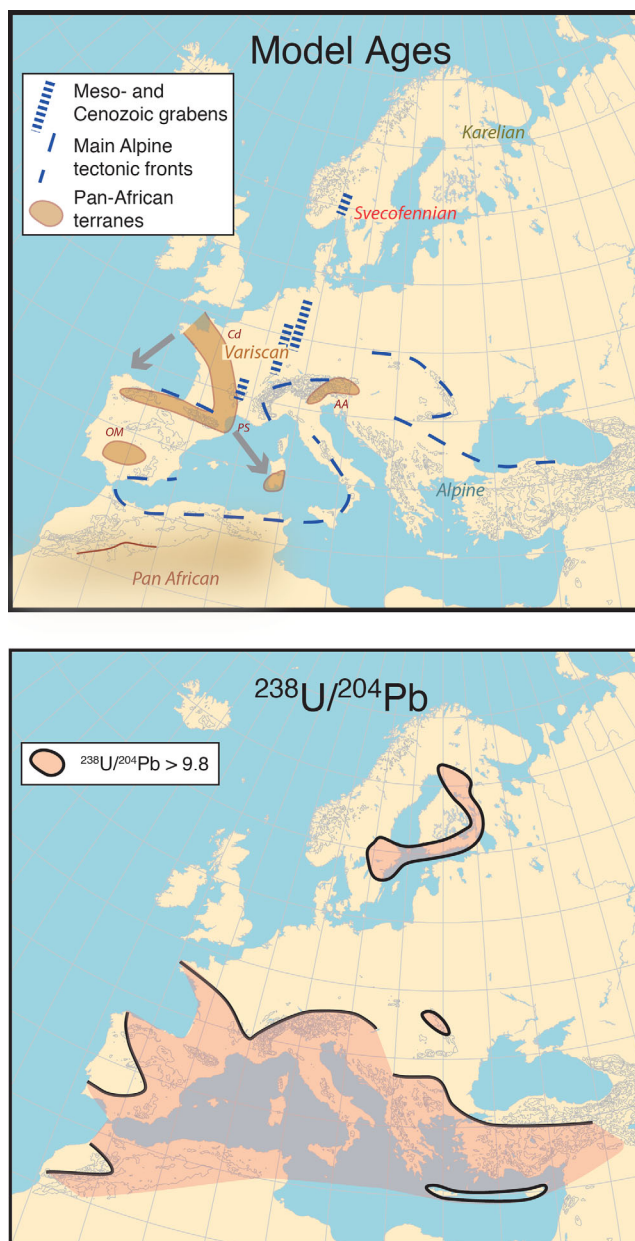 Model Ages
Meso- and
Cenozoic grabens
Main Alpine
tectonic fronts
Pan-African
terranes
Karelian
Svecofennian
Cd
Variscan
PS
AA
OM
Alpine
Pan African
²³⁸U/²⁰⁴Pb
²³⁸U/²⁰⁴Pb > 9.8